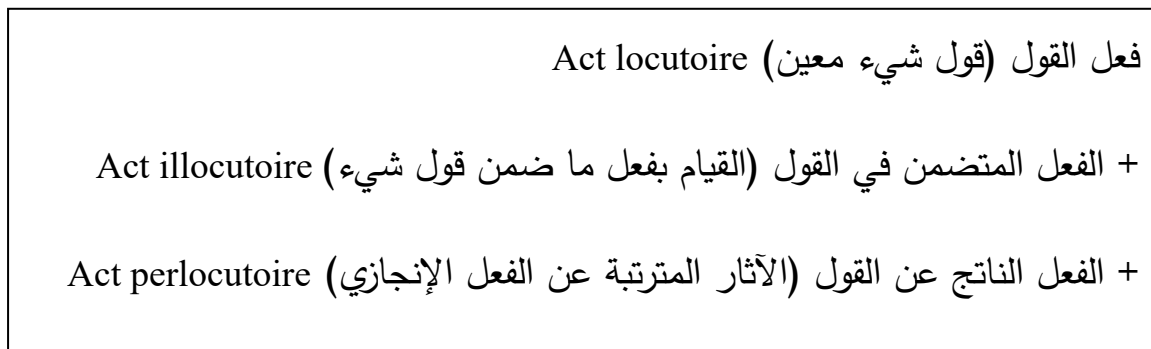 فعل القول (قول شيء معين) Act locutoire
+ الفعل المتضمن في القول (القيام بفعل ما ضمن قول شيء) Act illocutoire
+ الفعل الناتج عن القول (الآثار المترتبة عن الفعل الإنجازي) Act perlocutoire